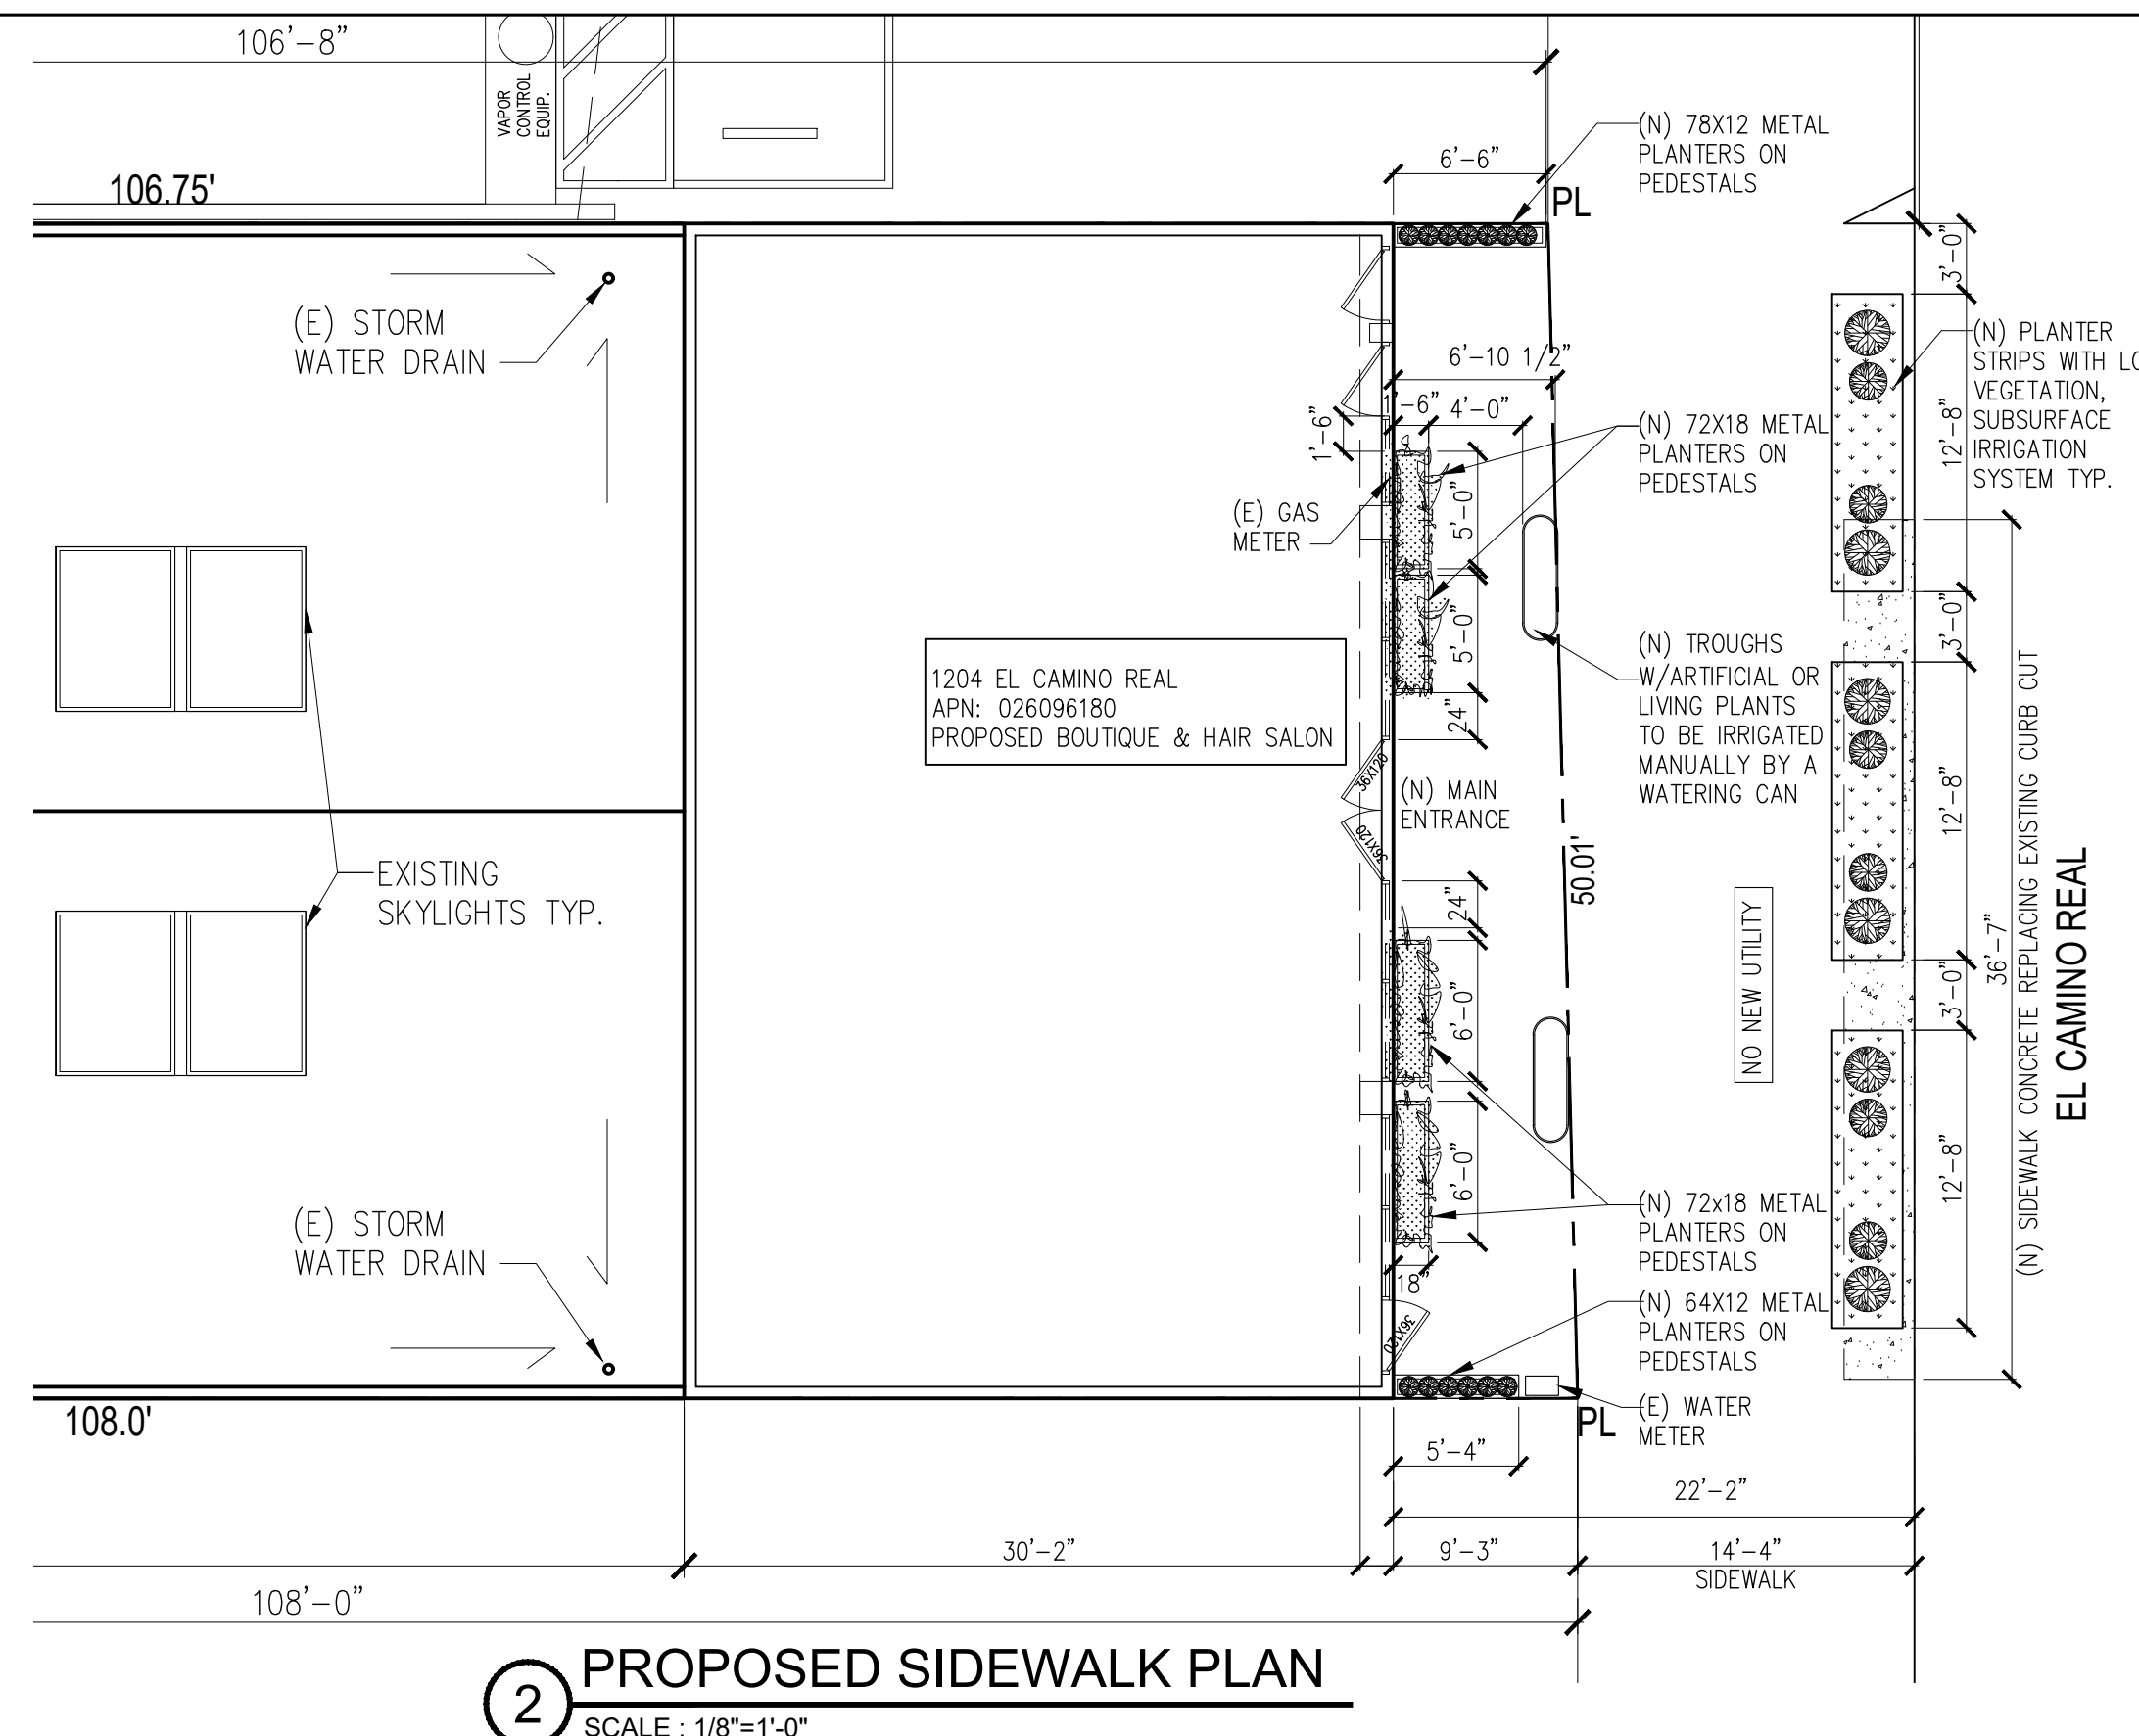 106'-8"
VAPOR
CONTROL
EQUIP.
106.75'
6'-6"
PL
(N) 78X12 METAL
PLANTERS ON
PEDESTALS
3'-0"
(E) STORM
WATER DRAIN
6'-10 1/2"
1'-6"
4'-0"
1'-6"
(N) 72X18 METAL
PLANTERS ON
PEDESTALS
(N) PLANTER
STRIPS WITH
VEGETATION,
SUBSURFACE
IRRIGATION
SYSTEM TYP.
12'-8"
(E) GAS
METER
5'-0"
5'-0"
24"
3'-0"
(N) TROUGHS
W/ARTIFICIAL OR
LIVING PLANTS
TO BE IRRIGATED
MANUALLY BY A
WATERING CAN
1204 EL CAMINO REAL
APN: 026096180
PROPOSED BOUTIQUE & HAIR SALON
36X120
36X120
(N) MAIN
ENTRANCE
50.01'
12'-8"
EXISTING
SKYLIGHTS TYP.
24"
6'-0"
6'-0"
NO NEW UTILITY
3'-0"
36'-7"
(N) SIDEWALK CONCRETE REPLACING EXISTING CURB CUT
EL CAMINO REAL
12'-8"
(E) STORM
WATER DRAIN
18"
36X120
(N) 72x18 METAL
PLANTERS ON
PEDESTALS
(N) 64X12 METAL
PLANTERS ON
PEDESTALS
(E) WATER
METER
PL
108.0'
5'-4"
22'-2"
30'-2"
9'-3"
14'-4"
SIDEWALK
108'-0"
2
PROPOSED SIDEWALK PLAN
SCALE : 1/8"=1'-0"